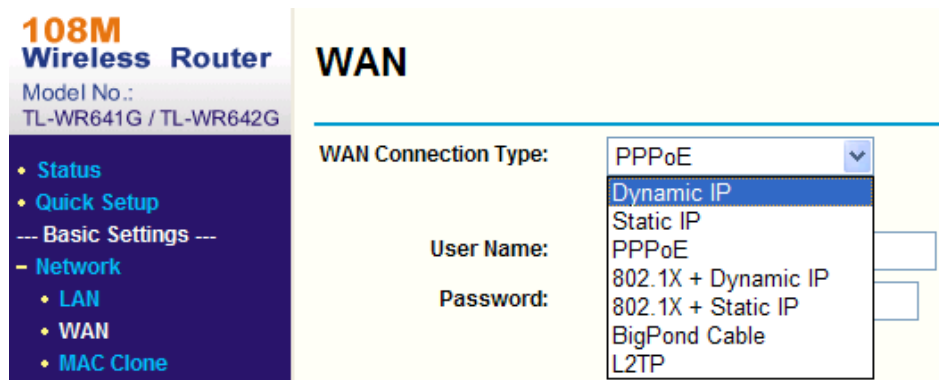 108M
Wireless Router
Model No.:
TL-WR641G / TL-WR642G
• Status
• Quick Setup
--- Basic Settings ---
– Network
• LAN
• WAN
• MAC Clone
WAN
WAN Connection Type:
PPPoE
Dynamic IP
Static IP
PPPoE
802.1X + Dynamic IP
802.1X + Static IP
BigPond Cable
L2TP
User Name:
Password: